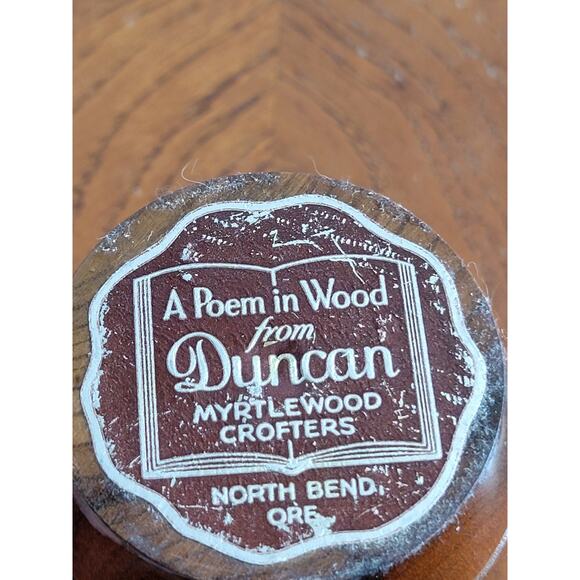 A Poem in Wood
from
Duncan
MYRTLEWOOD
CROFTERS
NORTH BEND,
ORE.